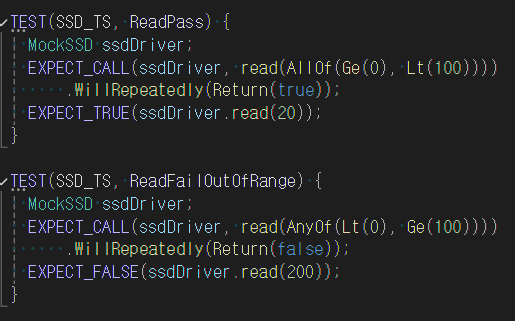 TEST(SSD_TS, ReadPass) {
MockSSD ssdDriver;
EXPECT_CALL(ssdDriver, read(AllOf(Ge(0), Lt(100))))
.WillRepeatedly(Return(true));
EXPECT_TRUE(ssdDriver.read(20));
}
TEST(SSD_TS, ReadFailOutOfRange) {
MockSSD ssdDriver;
EXPECT_CALL(ssdDriver, read(AnyOf(Lt(0), Ge(100))))
.WillRepeatedly(Return(false));
EXPECT_FALSE(ssdDriver.read(200));
}